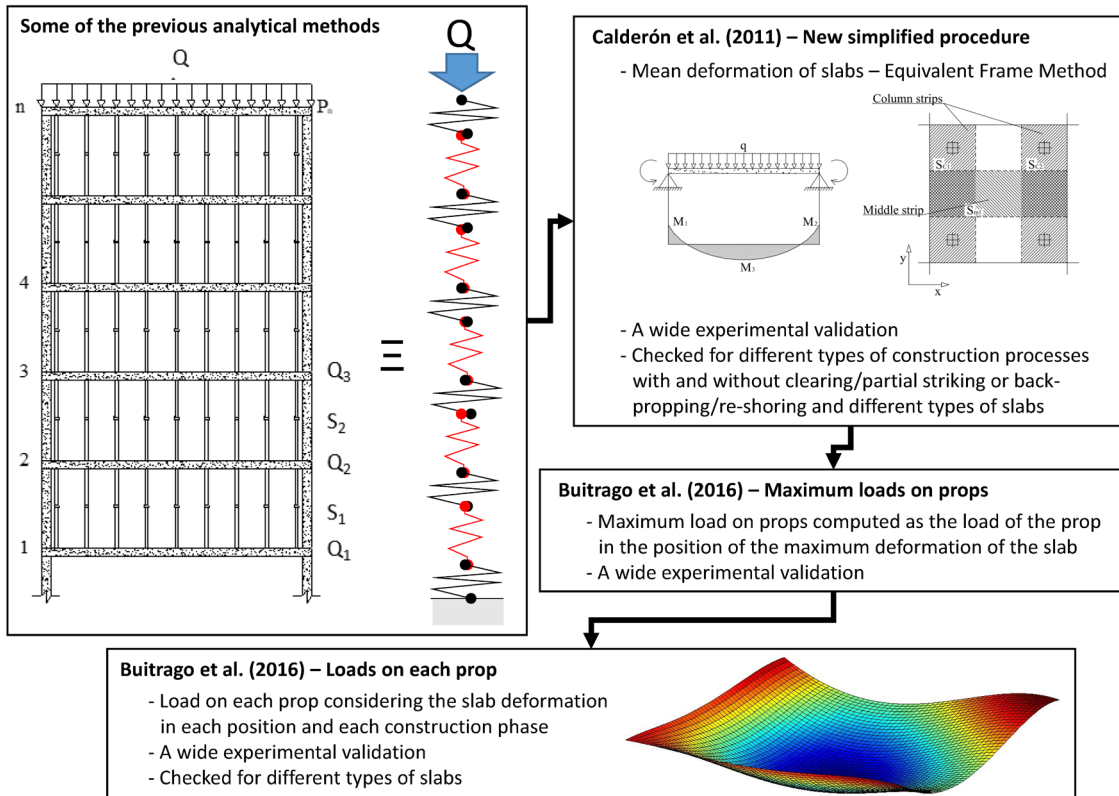 Some of the previous analytical methods
Q
Q
n
Pn
4
3
Q3
S2
2
Q2
S1
1
Q1
Ξ
Calderón et al. (2011) – New simplified procedure
- Mean deformation of slabs – Equivalent Frame Method
Column strips
q
SC1
SC2
Middle strip
Sm1
M1
M2
M3
y
x
- A wide experimental validation
- Checked for different types of construction processes
with and without clearing/partial striking or back-
propping/re-shoring and different types of slabs
Buitrago et al. (2016) – Maximum loads on props
- Maximum load on props computed as the load of the prop
in the position of the maximum deformation of the slab
- A wide experimental validation
Buitrago et al. (2016) – Loads on each prop
- Load on each prop considering the slab deformation
in each position and each construction phase
- A wide experimental validation
- Checked for different types of slabs